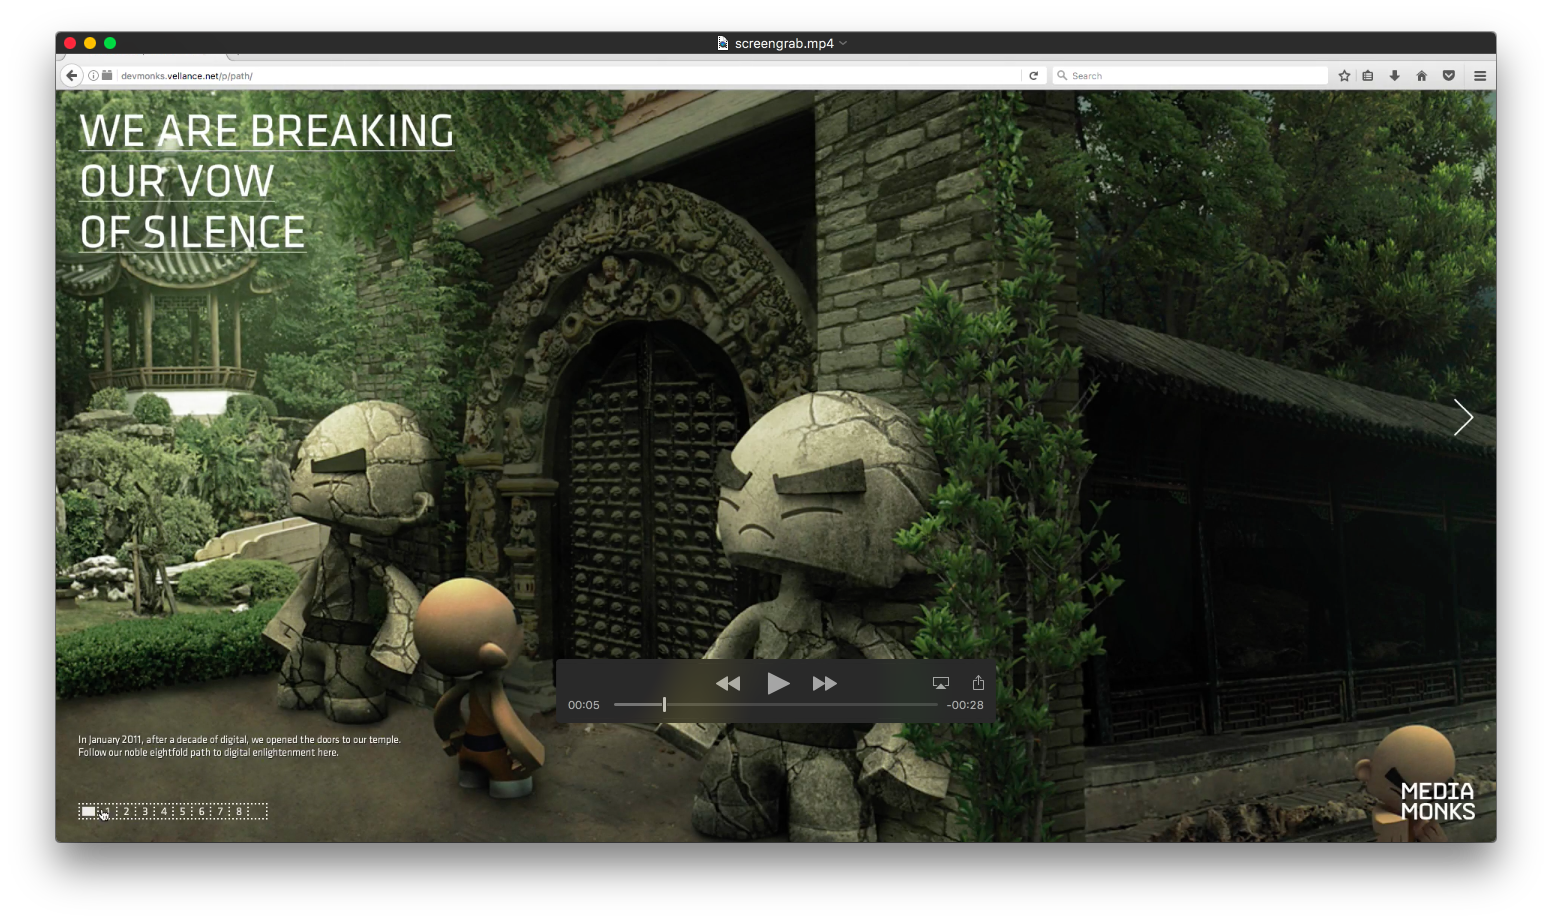 screengrab.mp4
devmonks.vellance.net/p/path/
Search
WE ARE BREAKING
OUR VOW
OF SILENCE
00:05
-00:28
In January 2011, after a decade of digital, we opened the doors to our temple.
Follow our noble eightfold path to digital enlightenment here.
1 2 3 4 5 6 7 8
MEDIA
MONKS